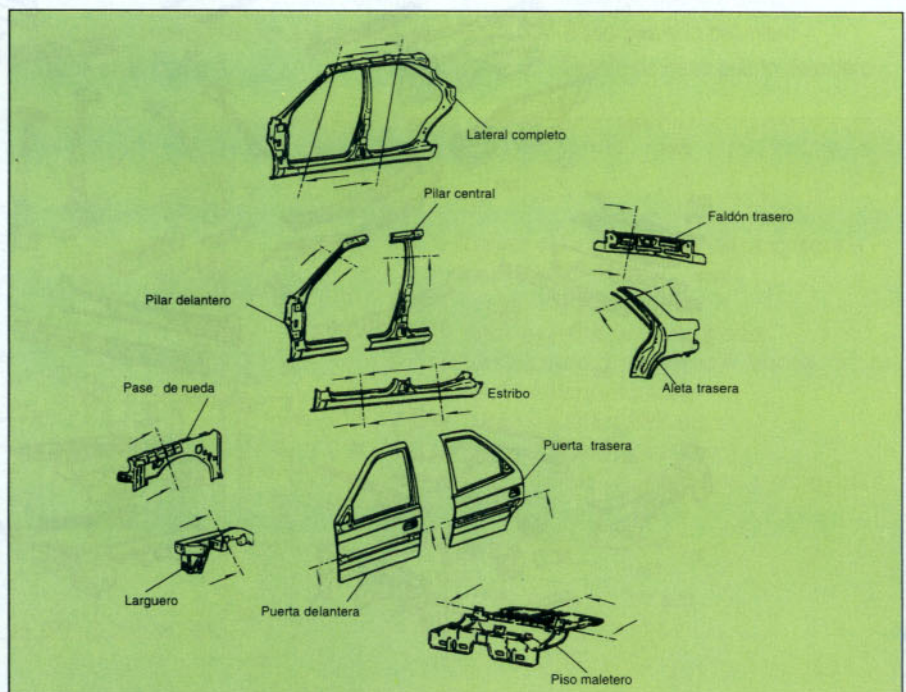 Lateral completo
Pilar central
Faldón trasero
Pilar delantero
Aleta trasera
Pase de rueda
Estribo
Puerta trasera
Larguero
Puerta delantera
Piso maletero